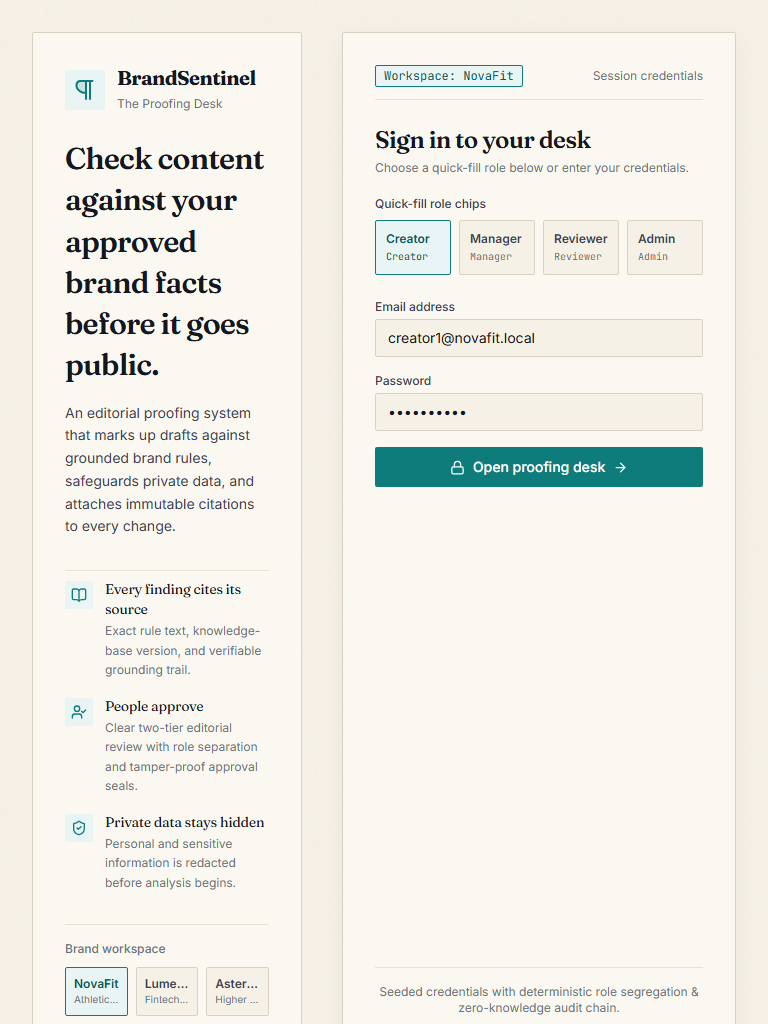 BrandSentinel
The Proofing Desk
Check content
against your
approved
brand facts
before it goes
public.
An editorial proofing system
that marks up drafts against
grounded brand rules,
safeguards private data, and
attaches immutable citations
to every change.
Every finding cites its
source
Exact rule text, knowledge-
base version, and verifiable
grounding trail.
People approve
Clear two-tier editorial
review with role separation
and tamper-proof approval
seals.
Private data stays hidden
Personal and sensitive
information is redacted
before analysis begins.
Brand workspace
NovaFit Lume... Aster...
Athletic... Fintech... Higher ...
Workspace: NovaFit Session credentials
Sign in to your desk
Choose a quick-fill role below or enter your credentials.
Quick-fill role chips
Creator Manager Reviewer Admin
Creator Manager Reviewer Admin
Email address
creator1@novafit.local
Password
••••••••••
Open proofing desk →
Seeded credentials with deterministic role segregation &
zero-knowledge audit chain.